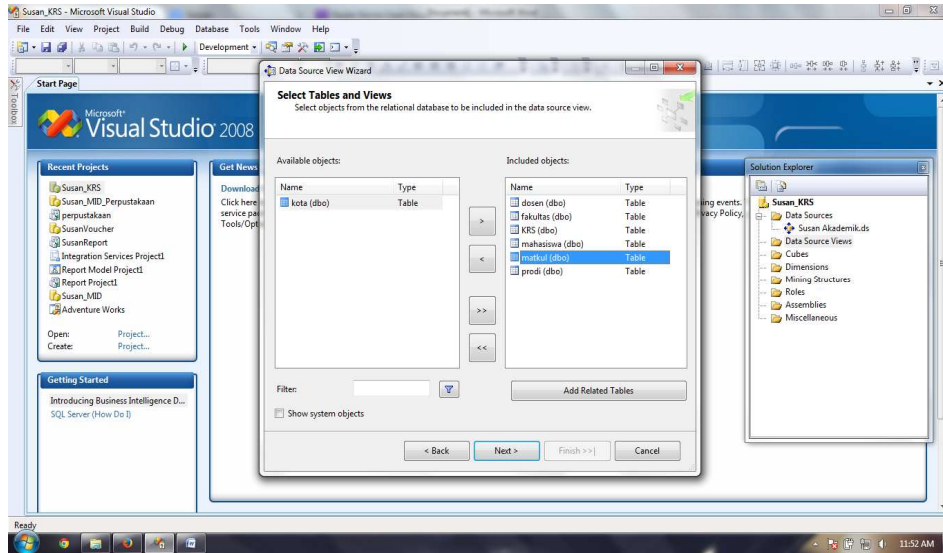 Susan_KRS - Microsoft Visual Studio
File Edit View Project Build Debug Database Tools Window Help
Development
Toolbox
Start Page
Microsoft®
Visual Studio 2008
Recent Projects
Susan_KRS
Susan_MID_Perpustakaan
perpustakaan
SusanVoucher
SusanReport
Integration Services Project1
Report Model Project1
Report Project1
Susan_MID
Adventure Works
Open: Project...
Create: Project...
Getting Started
Introducing Business Intelligence D...
SQL Server (How Do I)
Get News
Download
Click here
service pac
Tools/Opt
ning events.
vacy Policy,
Data Source View Wizard
Select Tables and Views
Select objects from the relational database to be included in the data source view.
Available objects:
Name Type
kota (dbo) Table
>
<
>>
<<
Included objects:
Name Type
dosen (dbo) Table
fakultas (dbo) Table
KRS (dbo) Table
mahasiswa (dbo) Table
matkul (dbo) Table
prodi (dbo) Table
Filter:
Add Related Tables
Show system objects
< Back Next > Finish >>| Cancel
Solution Explorer
Susan_KRS
Data Sources
Susan Akademik.ds
Data Source Views
Cubes
Dimensions
Mining Structures
Roles
Assemblies
Miscellaneous
Ready
11:52 AM